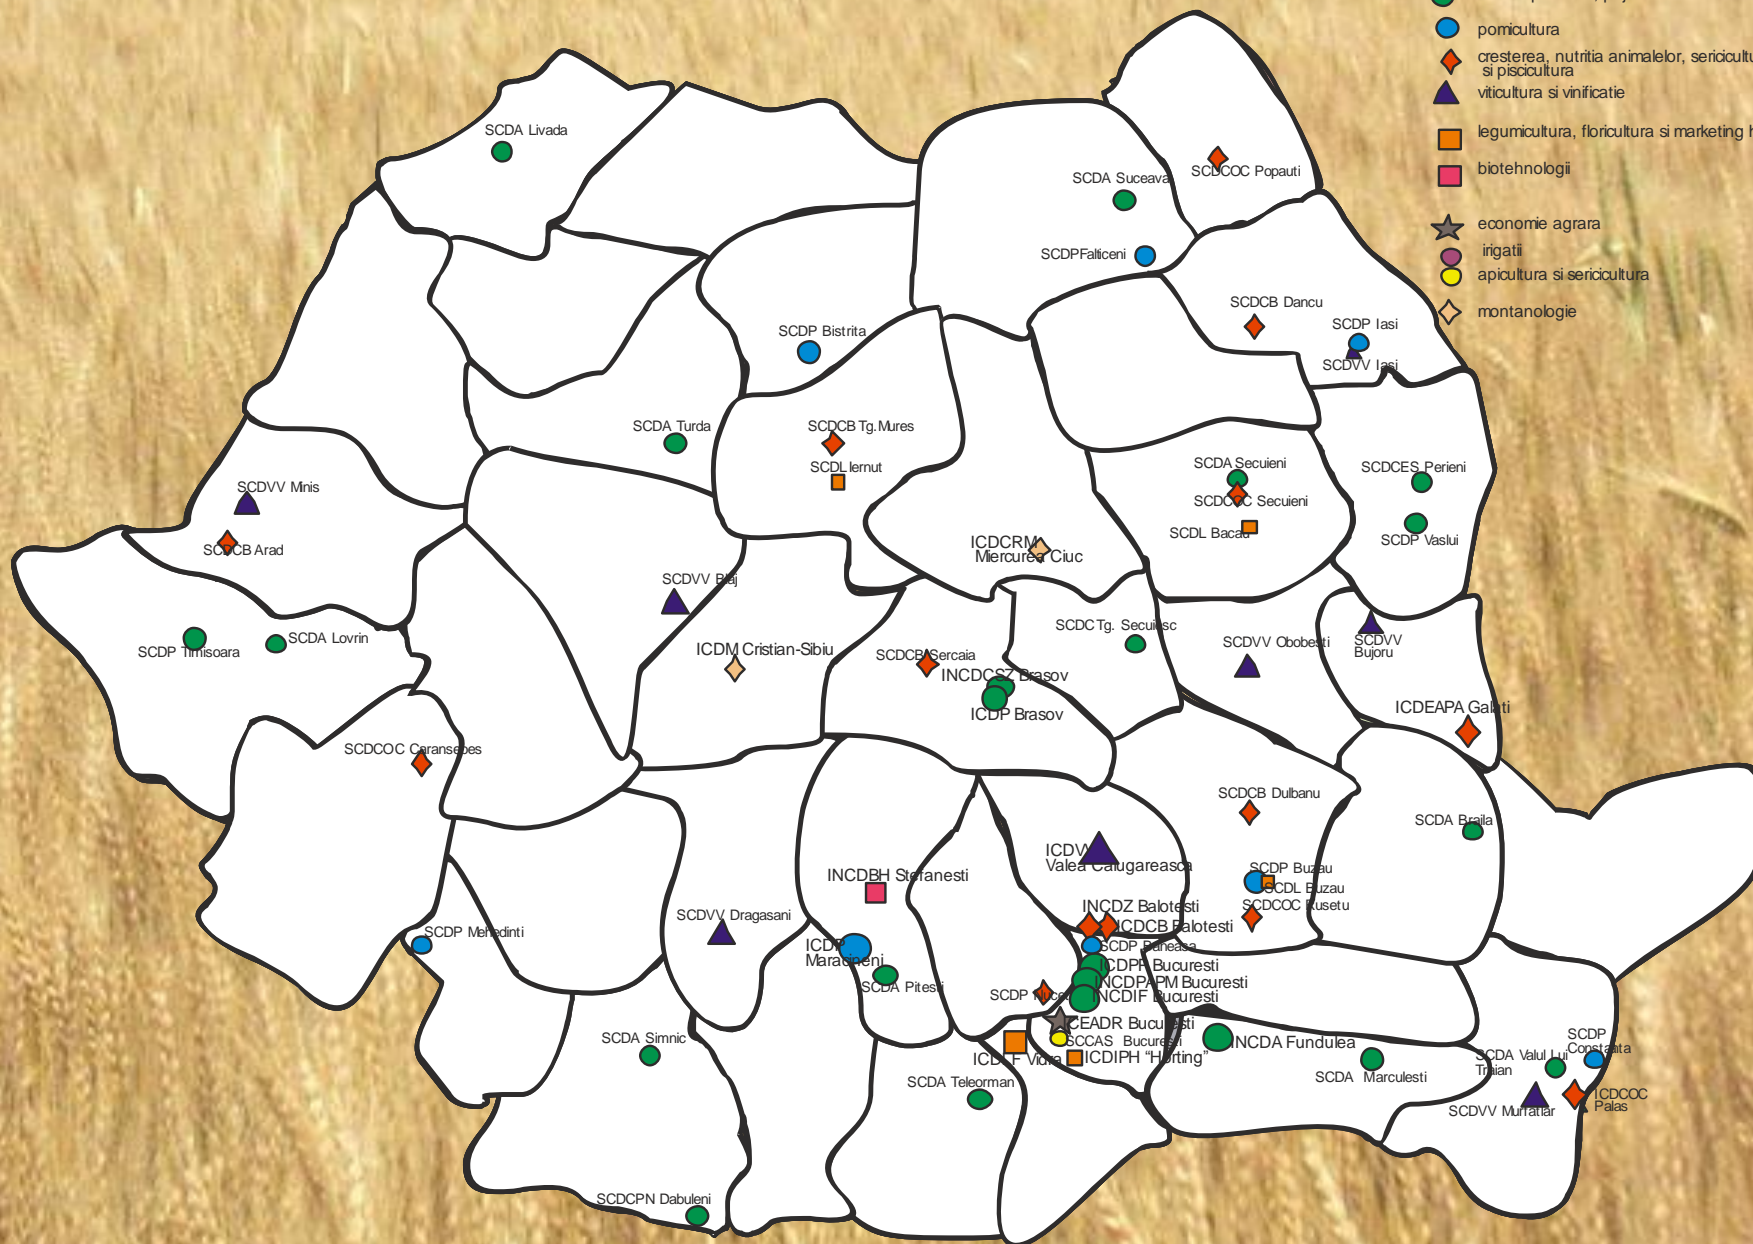 pomicultura
cresterea, nutritia animalelor, sericicultu
si piscicultura
viticultura si vinificatie
legumicultura, floricultura si marketing h
biotehnologii
economie agrara
irigatii
apicultura si sericicultura
montanologie
SCDA Livada
SCDA Suceava
SCDCOC Popauti
SCDPFalticeni
SCDCB Dancu
SCDP Iasi
SCDVV Iasi
SCDP Bistrita
SCDA Turda
SCDCB Tg.Mures
SCDL Iernut
SCDA Secuieni
SCDCOC Secuieni
SCDL Bacau
SCDCES Perieni
SCDP Vaslui
SCDVV Minis
SCDCB Arad
ICDCRM
Miercurea Ciuc
SCDVV Blaj
SCDP Timisoara
SCDA Lovrin
ICDM Cristian-Sibiu
SCDCB Sercaia
SCDC Tg. Secuiesc
INCDCSZ Brasov
ICDP Brasov
SCDVV Obobesti
SCDVV
Bujoru
ICDEAPA Galati
SCDCOC Caransebes
SCDCB Dulbanu
SCDA Braila
Valea Calugareasca
SCDP Buzau
SCDL Buzau
SCDCOC Rusetu
INCDBH Stefanesti
SCDVV Dragasani
SCDP Mehedinti
ICDP
Maracineni
SCDA Pitesti
INCDZ Balotesti
ICDCB Balotesti
SCDP Baneasa
ICDPP Bucuresti
INCDPAPM Bucuresti
INCDIF Bucuresti
SCDP Nucet
ICEADR Bucuresti
SCCAS Bucuresti
ICDIPH “Horting”
ICDLF Vidra
SCDA Simnic
SCDA Teleorman
SCDCPN Dabuleni
INCDA Fundulea
SCDA Marculesti
SCDP
Constanta
SCDA Valul Lui
Traian
SCDVV Murfatlar
ICDCOC
Palas